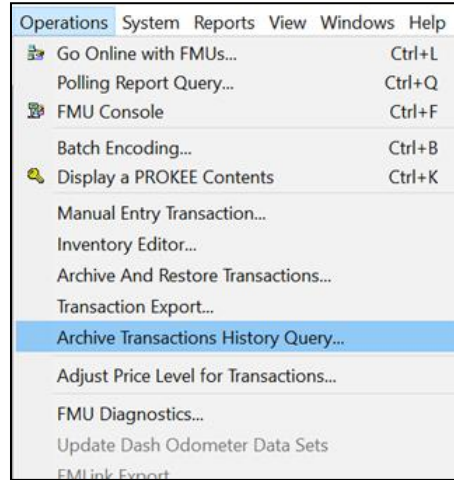 Operations System Reports View Windows Help
Go Online with FMUs... Ctrl+L
Polling Report Query... Ctrl+Q
FMU Console Ctrl+F
Batch Encoding... Ctrl+B
Display a PROKEE Contents Ctrl+K
Manual Entry Transaction...
Inventory Editor...
Archive And Restore Transactions...
Transaction Export...
Archive Transactions History Query...
Adjust Price Level for Transactions...
FMU Diagnostics...
Update Dash Odometer Data Sets
FMLink Export